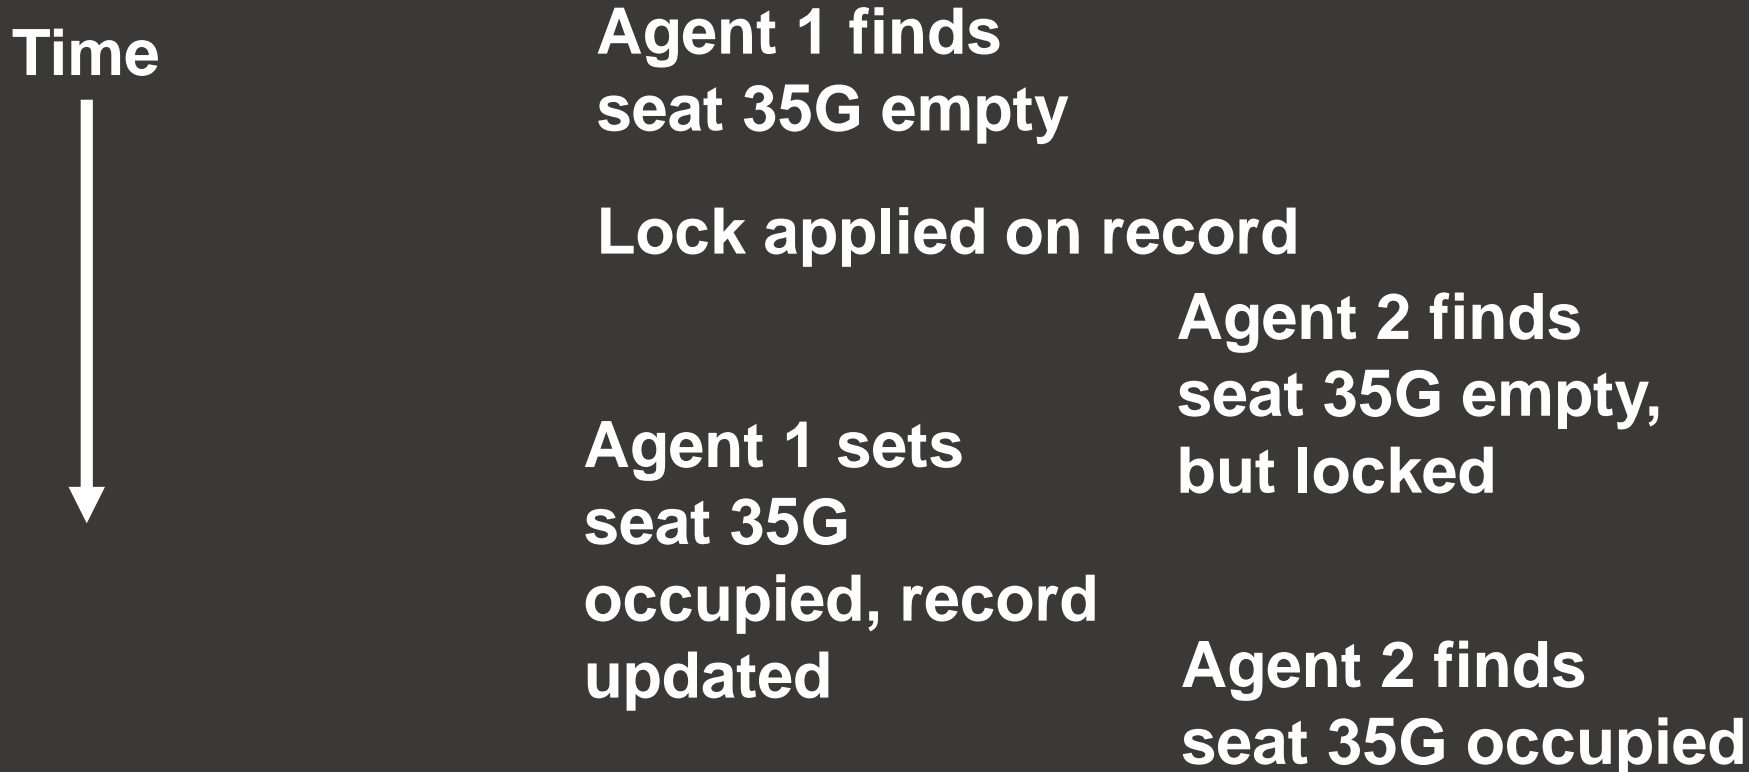 Time
Agent 1 finds
seat 35G empty
Lock applied on record
Agent 2 finds
seat 35G empty,
but locked
Agent 1 sets
seat 35G
occupied, record
updated
Agent 2 finds
seat 35G occupied